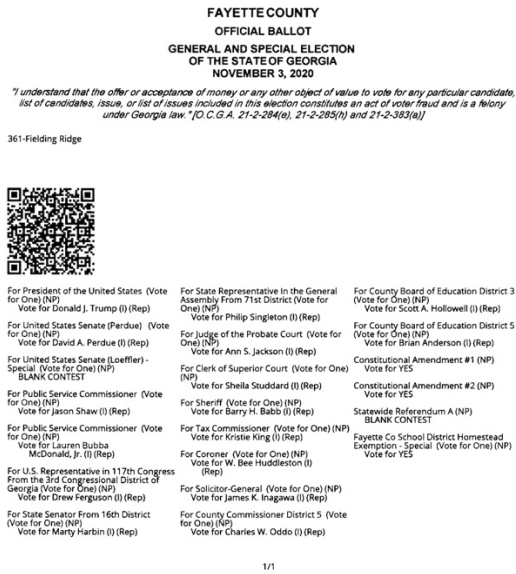 FAYETTE COUNTY
OFFICIAL BALLOT
GENERAL AND SPECIAL ELECTION
OF THE STATE OF GEORGIA
NOVEMBER 3, 2020
"I understand that the offer or acceptance of money or any other object of value to vote for any particular candidate,
list of candidates, issue, or list of issues included in this election constitutes an act of voter fraud and is a felony
under Georgia law. "[O.C.G.A. 21-2-284(e), 21-2-285(h) and 21-2-383(a)]
361-Fielding Ridge
For President of the United States (Vote
for One) (NP)
Vote for Donald J. Trump (I) (Rep)
For United States Senate (Perdue) (Vote
for One) (NP)
Vote for David A. Perdue (I) (Rep)
For United States Senate (Loeffler) -
Special (Vote for One) (NP)
BLANK CONTEST
For Public Service Commissioner (Vote
for One) (NP)
Vote for Jason Shaw (I) (Rep)
For Public Service Commissioner (Vote
for One) (NP)
Vote for Lauren Bubba
McDonald, Jr. (I) (Rep)
For U.S. Representative in 117th Congress
From the 3rd Congressional District of
Georgia (Vote for One) (NP)
Vote for Drew Ferguson (I) (Rep)
For State Senator From 16th District
(Vote for One) (NP)
Vote for Marty Harbin (I) (Rep)
For State Representative In the General
Assembly From 71st District (Vote for
One) (NP)
Vote for Philip Singleton (I) (Rep)
For Judge of the Probate Court (Vote for
One) (NP)
Vote for Ann S. Jackson (I) (Rep)
For Clerk of Superior Court (Vote for One)
(NP)
Vote for Sheila Studdard (I) (Rep)
For Sheriff (Vote for One) (NP)
Vote for Barry H. Babb (I) (Rep)
For Tax Commissioner (Vote for One) (NP)
Vote for Kristie King (I) (Rep)
For Coroner (Vote for One) (NP)
Vote for W. Bee Huddleston (I)
(Rep)
For Solicitor-General (Vote for One) (NP)
Vote for James K. Inagawa (I) (Rep)
For County Commissioner District 5 (Vote
for One) (NP)
Vote for Charles W. Oddo (I) (Rep)
For County Board of Education District 3
(Vote for One) (NP)
Vote for Scott A. Hollowell (I) (Rep)
For County Board of Education District 5
(Vote for One) (NP)
Vote for Brian Anderson (I) (Rep)
Constitutional Amendment #1 (NP)
Vote for YES
Constitutional Amendment #2 (NP)
Vote for YES
Statewide Referendum A (NP)
BLANK CONTEST
Fayette Co School District Homestead
Exemption - Special (Vote for One) (NP)
Vote for YES
1/1